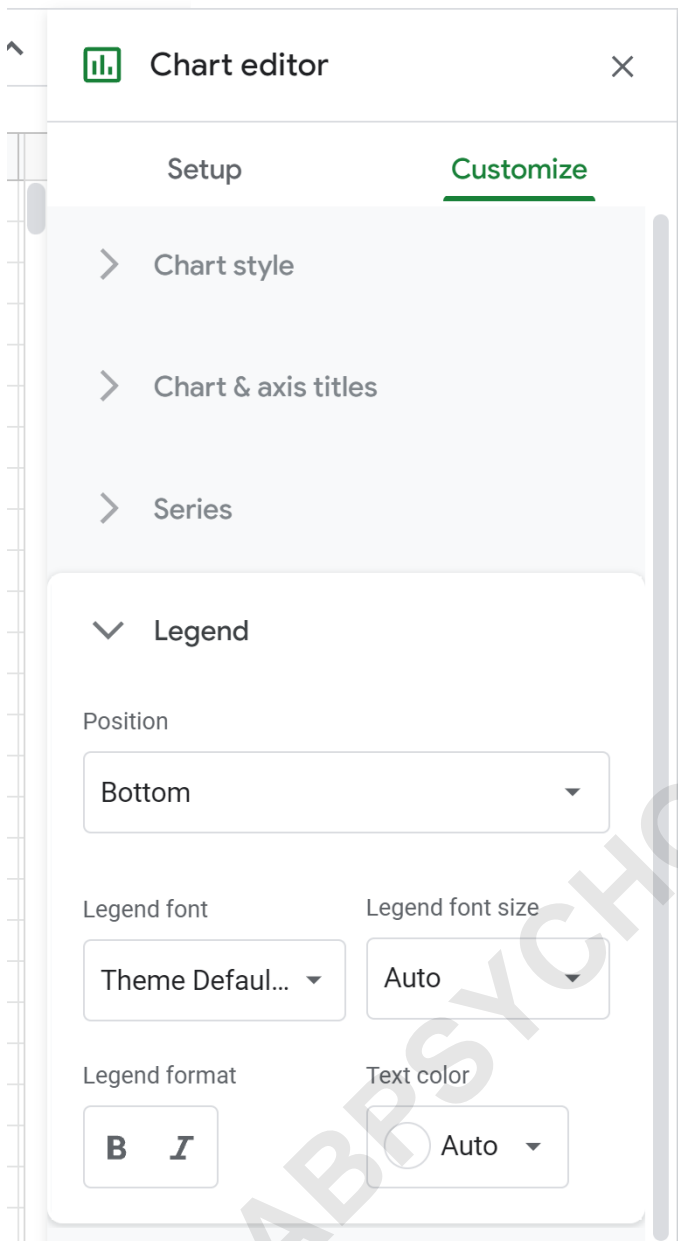 Chart editor
Setup Customize
Chart style
Chart & axis titles
Series
Legend
Position
Bottom
Legend font Legend font size
Theme Defaul... Auto
Legend format Text color
B I Auto
ABPSYCHO